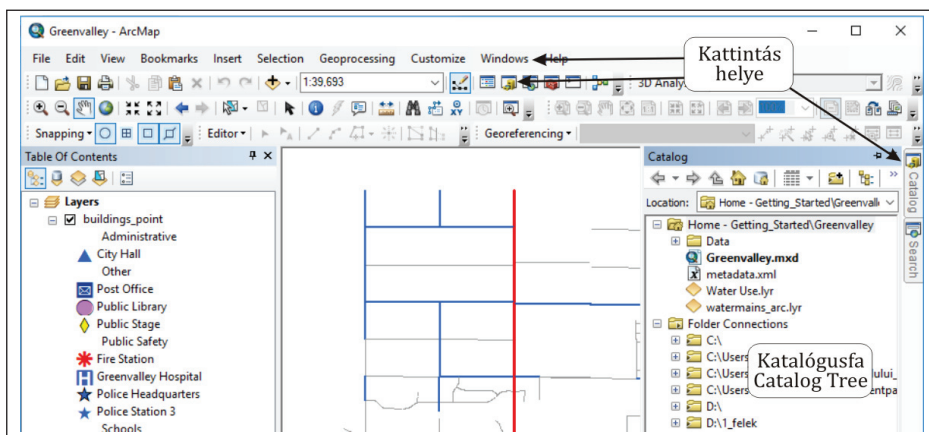 Greenvalley - ArcMap
File Edit View Bookmarks Insert Selection Geoprocessing Customize Windows Help
Kattintás
helye
1:39,693
3D Analy
Snapping
Editor
Georeferencing
Table Of Contents
Layers
buildings_point
Administrative
City Hall
Other
Post Office
Public Library
Public Stage
Public Safety
Fire Station
Greenvalley Hospital
Police Headquarters
Police Station 3
Schools
Catalog
Location: Home - Getting_Started\Greenvall
Home - Getting_Started\Greenvalley
Data
Greenvalley.mxd
metadata.xml
Water Use.lyr
watermains_arc.lyr
Folder Connections
C:\
C:\Users
C:\Users lului_
C:\Users entpa
D:\
D:\1_felek
Katalógusfa
Catalog Tree
Catalog
Search